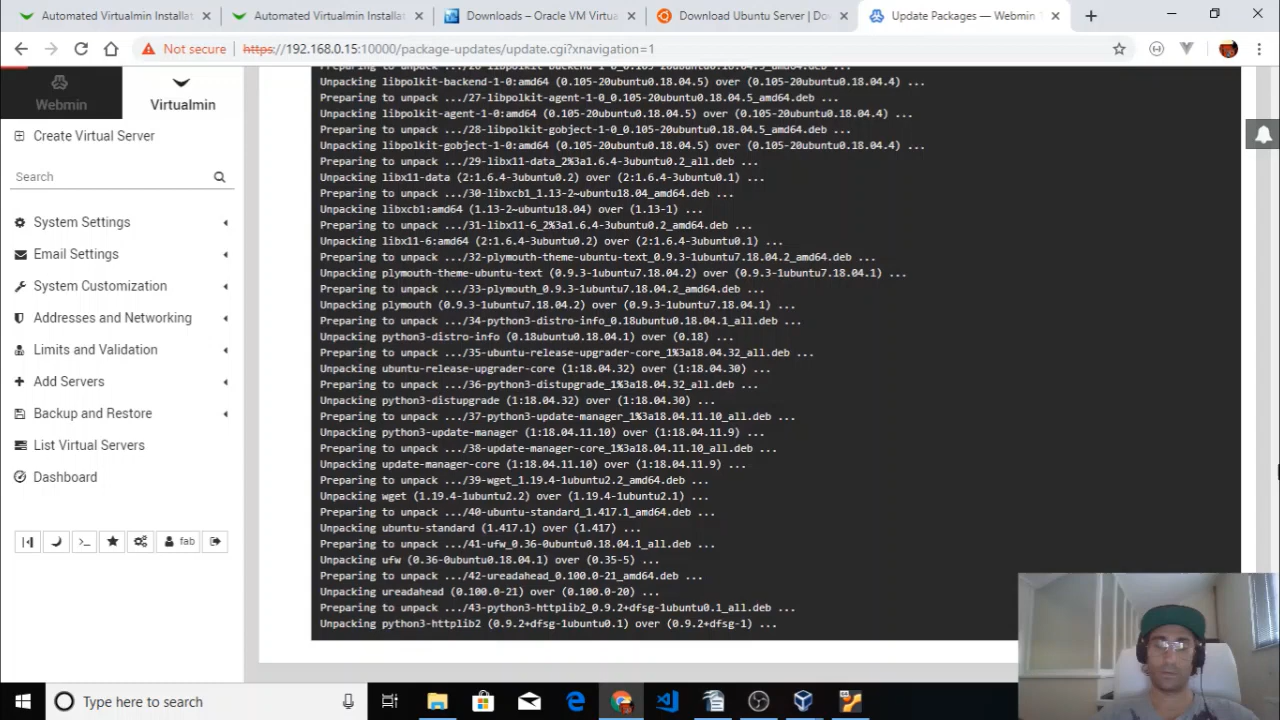 Automated Virtualmin Installat
Automated Virtualmin Installat
Downloads – Oracle VM Virtua
Download Ubuntu Server | Dow
Update Packages — Webmin 1
Not secure
https://192.168.0.15:10000/package-updates/update.cgi?xnavigation=1
Webmin
Virtualmin
Create Virtual Server
Search
System Settings
Email Settings
System Customization
Addresses and Networking
Limits and Validation
Add Servers
Backup and Restore
List Virtual Servers
Dashboard
fab
Preparing to unpack .../26-libpolkit-backend-1-0_0.105-20ubuntu0.18.04.5_amd64.deb ...
Unpacking libpolkit-backend-1-0:amd64 (0.105-20ubuntu0.18.04.5) over (0.105-20ubuntu0.18.04.4) ...
Preparing to unpack .../27-libpolkit-agent-1-0_0.105-20ubuntu0.18.04.5_amd64.deb ...
Unpacking libpolkit-agent-1-0:amd64 (0.105-20ubuntu0.18.04.5) over (0.105-20ubuntu0.18.04.4) ...
Preparing to unpack .../28-libpolkit-gobject-1-0_0.105-20ubuntu0.18.04.5_amd64.deb ...
Unpacking libpolkit-gobject-1-0:amd64 (0.105-20ubuntu0.18.04.5) over (0.105-20ubuntu0.18.04.4) ...
Preparing to unpack .../29-libx11-data_2%3a1.6.4-3ubuntu0.2_all.deb ...
Unpacking libx11-data (2:1.6.4-3ubuntu0.2) over (2:1.6.4-3ubuntu0.1) ...
Preparing to unpack .../30-libxcb1_1.13-2~ubuntu18.04_amd64.deb ...
Unpacking libxcb1:amd64 (1.13-2~ubuntu18.04) over (1.13-1) ...
Preparing to unpack .../31-libx11-6_2%3a1.6.4-3ubuntu0.2_amd64.deb ...
Unpacking libx11-6:amd64 (2:1.6.4-3ubuntu0.2) over (2:1.6.4-3ubuntu0.1) ...
Preparing to unpack .../32-plymouth-theme-ubuntu-text_0.9.3-1ubuntu7.18.04.2_amd64.deb ...
Unpacking plymouth-theme-ubuntu-text (0.9.3-1ubuntu7.18.04.2) over (0.9.3-1ubuntu7.18.04.1) ...
Preparing to unpack .../33-plymouth_0.9.3-1ubuntu7.18.04.2_amd64.deb ...
Unpacking plymouth (0.9.3-1ubuntu7.18.04.2) over (0.9.3-1ubuntu7.18.04.1) ...
Preparing to unpack .../34-python3-distro-info_0.18ubuntu0.18.04.1_all.deb ...
Unpacking python3-distro-info (0.18ubuntu0.18.04.1) over (0.18) ...
Preparing to unpack .../35-ubuntu-release-upgrader-core_1%3a18.04.32_all.deb ...
Unpacking ubuntu-release-upgrader-core (1:18.04.32) over (1:18.04.30) ...
Preparing to unpack .../36-python3-distupgrade_1%3a18.04.32_all.deb ...
Unpacking python3-distupgrade (1:18.04.32) over (1:18.04.30) ...
Preparing to unpack .../37-python3-update-manager_1%3a18.04.11.10_all.deb ...
Unpacking python3-update-manager (1:18.04.11.10) over (1:18.04.11.9) ...
Preparing to unpack .../38-update-manager-core_1%3a18.04.11.10_all.deb ...
Unpacking update-manager-core (1:18.04.11.10) over (1:18.04.11.9) ...
Preparing to unpack .../39-wget_1.19.4-1ubuntu2.2_amd64.deb ...
Unpacking wget (1.19.4-1ubuntu2.2) over (1.19.4-1ubuntu2.1) ...
Preparing to unpack .../40-ubuntu-standard_1.417.1_amd64.deb ...
Unpacking ubuntu-standard (1.417.1) over (1.417) ...
Preparing to unpack .../41-ufw_0.36-0ubuntu0.18.04.1_all.deb ...
Unpacking ufw (0.36-0ubuntu0.18.04.1) over (0.35-5) ...
Preparing to unpack .../42-ureadahead_0.100.0-21_amd64.deb ...
Unpacking ureadahead (0.100.0-21) over (0.100.0-20) ...
Preparing to unpack .../43-python3-httplib2_0.9.2+dfsg-1ubuntu0.1_all.deb ...
Unpacking python3-httplib2 (0.9.2+dfsg-1ubuntu0.1) over (0.9.2+dfsg-1) ...
Type here to search